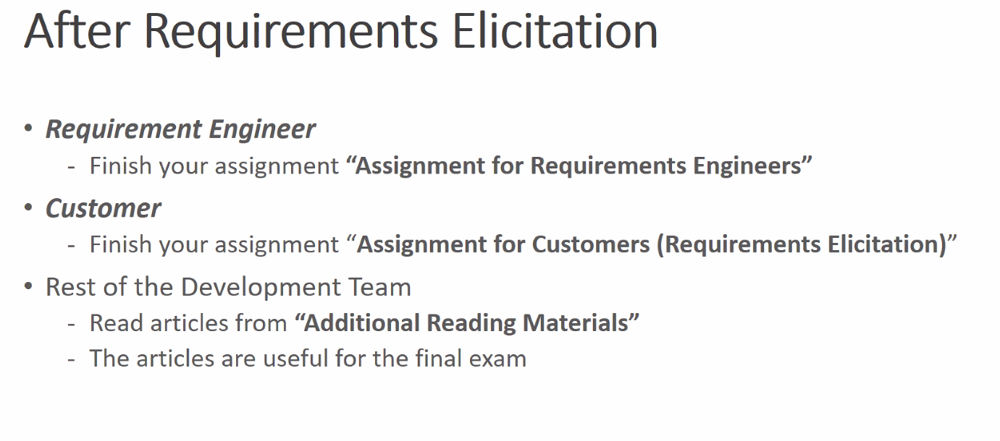 After Requirements Elicitation
• Requirement Engineer
- Finish your assignment “Assignment for Requirements Engineers”
• Customer
- Finish your assignment “Assignment for Customers (Requirements Elicitation)”
• Rest of the Development Team
- Read articles from “Additional Reading Materials”
- The articles are useful for the final exam